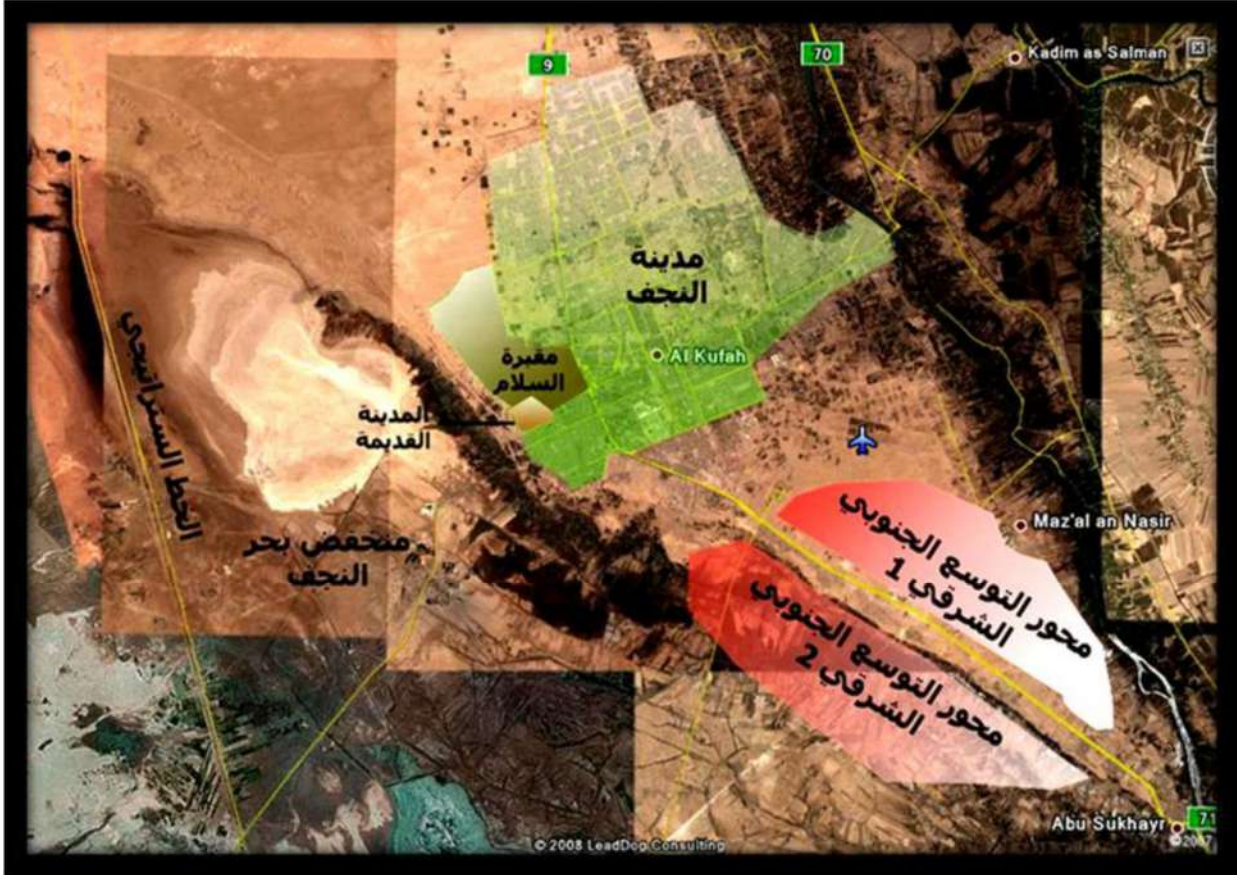 9
70
Kadim as Salman
مدينة
النجف
Al Kufah
مقبرة
السلام
المدينة
القديمة
الخط الستراتيجي
منخفض بحر
النجف
محور التوسع الجنوبي
الشرقي 1
Maz'al an Nasir
محور التوسع الجنوبي
الشرقي 2
Abu Sukhayr
71
© 2008 LeadDog Consulting
©2007